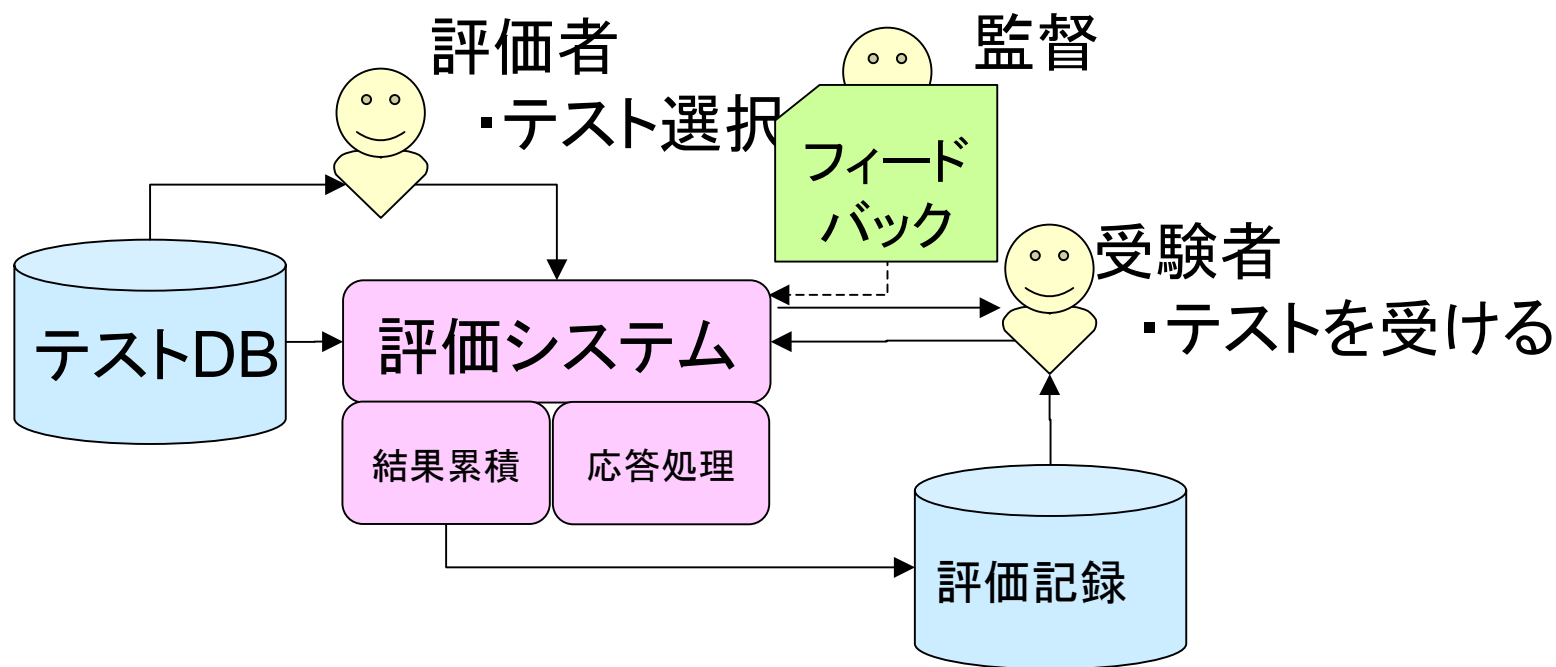 評価者
・テスト選択
監督
フィード
バック
受験者
・テストを受ける
テストDB
評価システム
結果累積
応答処理
評価記録